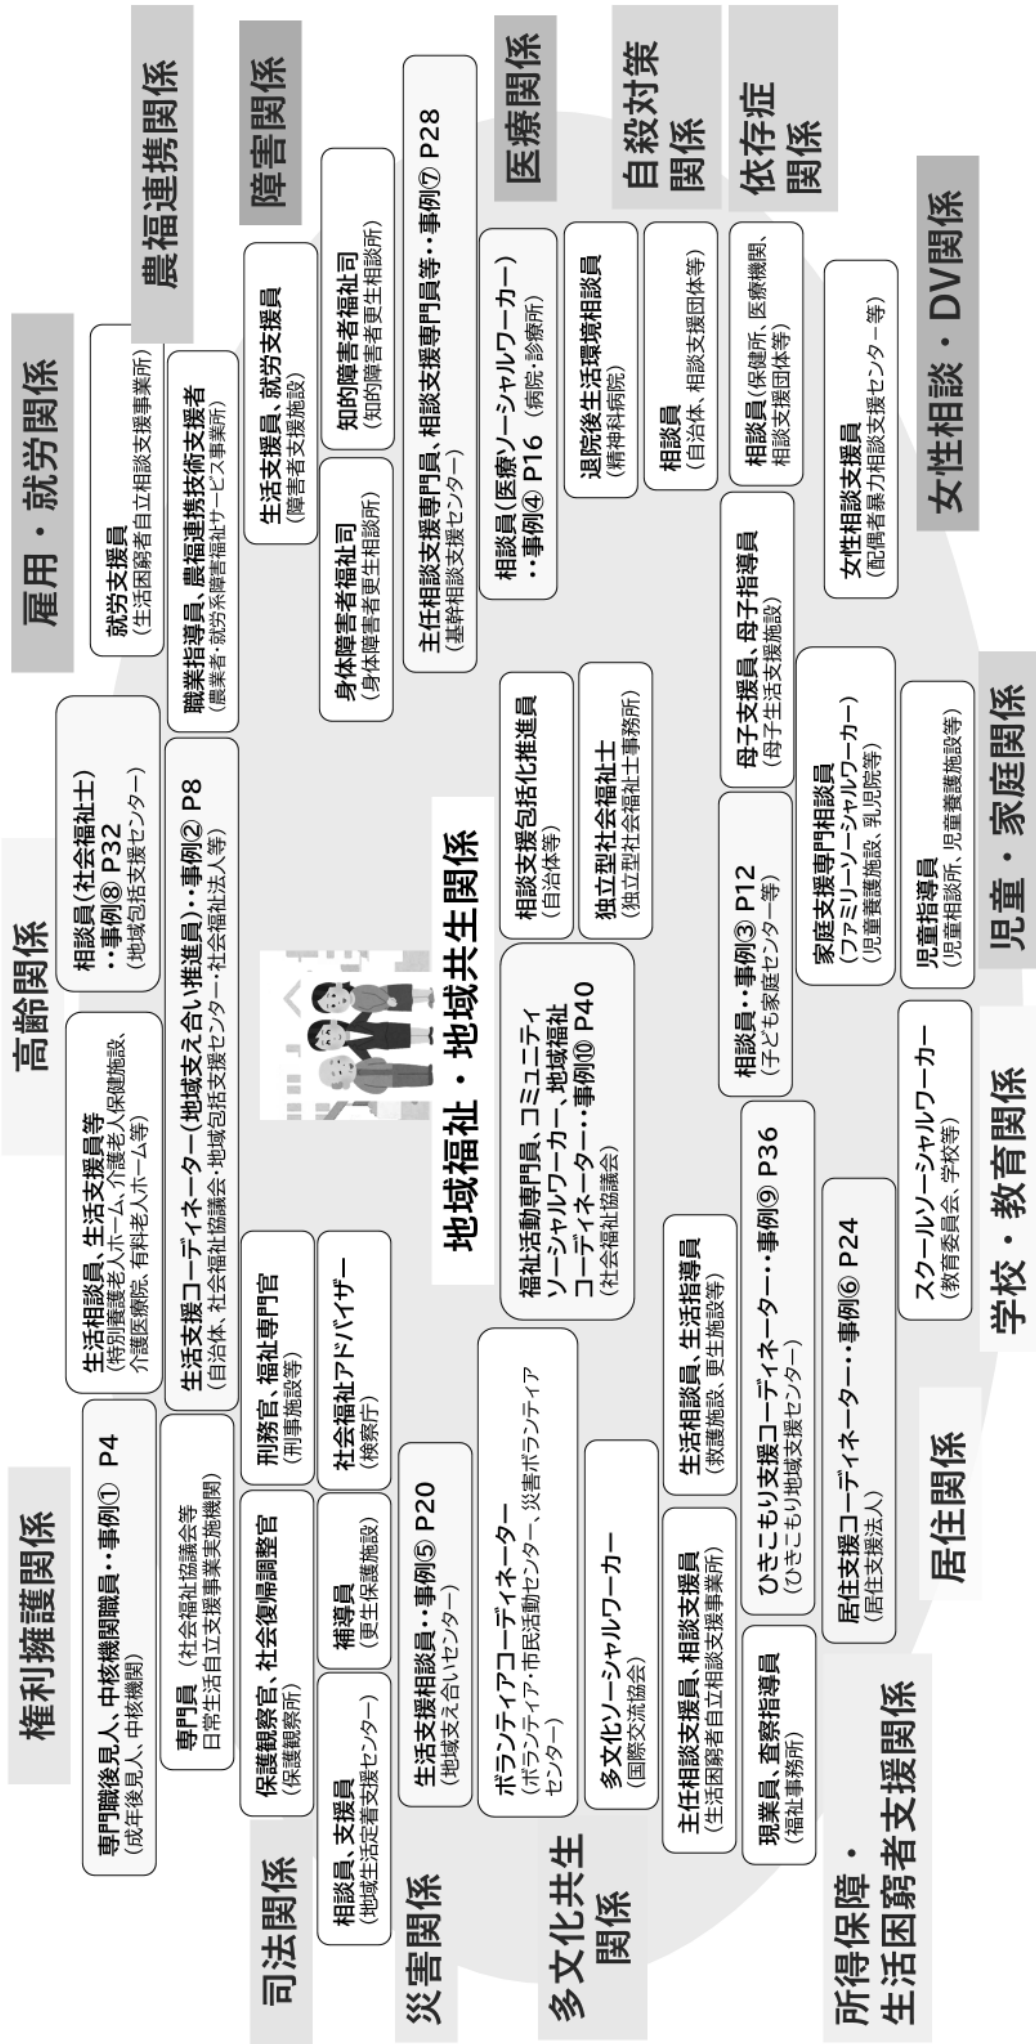 権利擁護関係
高齢関係
雇用・就労関係
農福連携関係
専門職後見人、中核機関職員・・事例① P4
（成年後見人、中核機関）
専門員 （社会福祉協議会等
日常生活自立支援事業実施機関）
生活相談員、生活支援員等
（特別養護老人ホーム、介護老人保健施設、
介護医療院、有料老人ホーム等）
相談員（社会福祉士）
・・事例⑧ P32
（地域包括支援センター）
生活支援コーディネーター（地域支え合い推進員）・・事例② P8
（自治体、社会福祉協議会・地域包括支援センター・社会福祉法人等）
就労支援員
（生活困窮者自立相談支援事業所）
職業指導員、農福連携技術支援者
（農業者・就労系障害福祉サービス事業所）
司法関係
保護観察官、社会復帰調整官
（保護観察所）
刑務官、福祉専門官
（刑事施設等）
相談員、支援員
（地域生活定着支援センター）
補導員
（更生保護施設）
社会福祉アドバイザー
（検察庁）
障害関係
生活支援員、就労支援員
（障害者支援施設）
身体障害者福祉司
（身体障害者更生相談所）
知的障害者福祉司
（知的障害者更生相談所）
主任相談支援専門員、相談支援専門員等・・事例⑦ P28
（基幹相談支援センター）
災害関係
生活支援相談員・・事例⑤ P20
（地域支え合いセンター）
ボランティアコーディネーター
（ボランティア・市民活動センター、災害ボランティア
センター）
地域福祉・地域共生関係
福祉活動専門員、コミュニティ
ソーシャルワーカー、地域福祉
コーディネーター・・事例⑩ P40
（社会福祉協議会）
相談支援包括化推進員
（自治体等）
独立型社会福祉士
（独立型社会福祉士事務所）
医療関係
相談員（医療ソーシャルワーカー）
・・事例④ P16 （病院・診療所）
退院後生活環境相談員
（精神科病院）
自殺対策
関係
相談員
（自治体、相談支援団体等）
依存症
関係
相談員（保健所、医療機関、
相談支援団体等）
多文化共生
関係
多文化ソーシャルワーカー
（国際交流協会）
主任相談支援員、相談支援員
（生活困窮者自立相談支援事業所）
生活相談員、生活指導員
（救護施設、更生施設等）
現業員、査察指導員
（福祉事務所）
ひきこもり支援コーディネーター・・事例⑨ P36
（ひきこもり地域支援センター）
所得保障・
生活困窮者支援関係
居住支援コーディネーター・・事例⑥ P24
（居住支援法人）
居住関係
相談員・・事例③ P12
（子ども家庭センター等）
母子支援員、母子指導員
（母子生活支援施設）
家庭支援専門相談員
（ファミリーソーシャルワーカー）
（児童養護施設、乳児院等）
児童指導員
（児童相談所、児童養護施設等）
児童・家庭関係
スクールソーシャルワーカー
（教育委員会、学校等）
学校・教育関係
女性相談支援員
（配偶者暴力相談支援センター等）
女性相談・DV関係